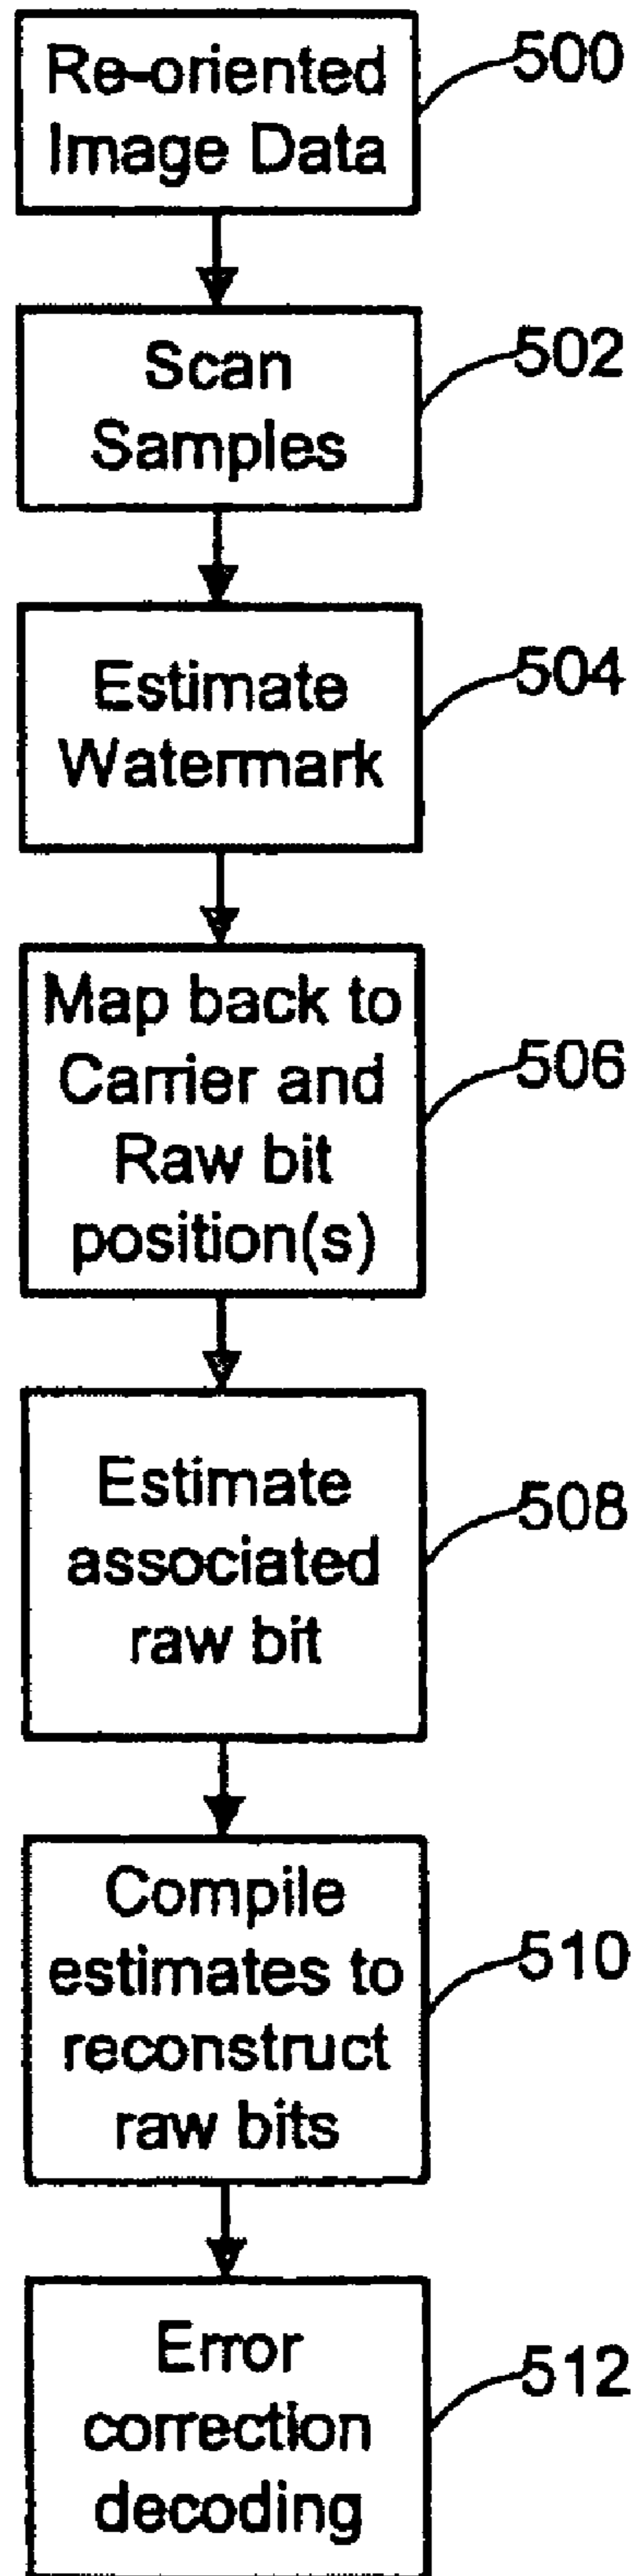 Re-oriented
Image Data
500
Scan
Samples
502
Estimate
Watermark
504
Map back to
Carrier and
Raw bit
position(s)
506
Estimate
associated
raw bit
508
Compile
estimates to
reconstruct
raw bits
510
Error
correction
decoding
512